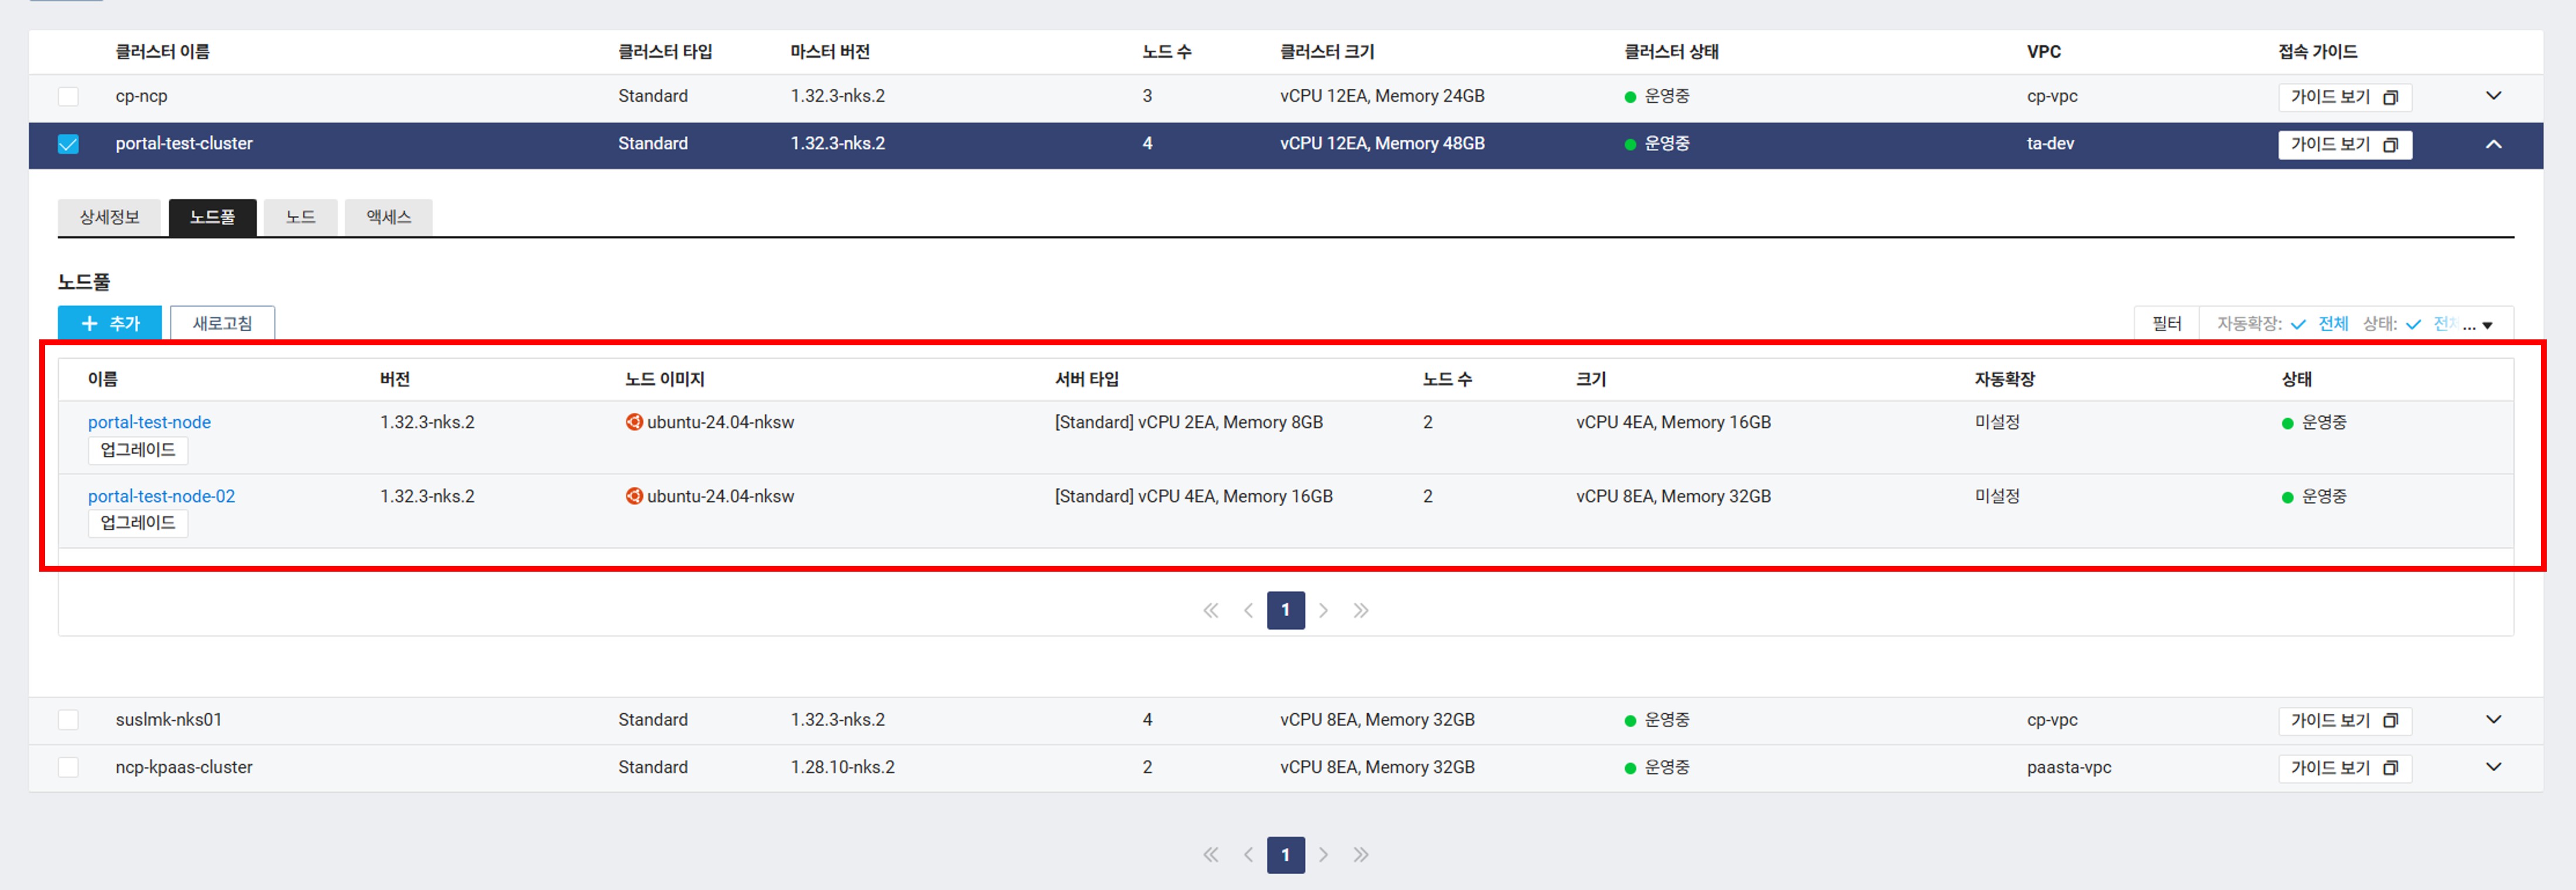 클러스터 이름 클러스터 타입 마스터 버전 노드 수 클러스터 크기 클러스터 상태 VPC 접속 가이드
cp-ncp Standard 1.32.3-nks.2 3 vCPU 12EA, Memory 24GB 운영중 cp-vpc 가이드 보기
portal-test-cluster Standard 1.32.3-nks.2 4 vCPU 12EA, Memory 48GB 운영중 ta-dev 가이드 보기
상세정보 노드풀 노드 액세스
노드풀
+ 추가 새로고침 필터 자동확장: 전체 상태: ...
이름 버전 노드 이미지 서버 타입 노드 수 크기 자동확장 상태
portal-test-node 1.32.3-nks.2 ubuntu-24.04-nksw [Standard] vCPU 2EA, Memory 8GB 2 vCPU 4EA, Memory 16GB 미설정 운영중
업그레이드
portal-test-node-02 1.32.3-nks.2 ubuntu-24.04-nksw [Standard] vCPU 4EA, Memory 16GB 2 vCPU 8EA, Memory 32GB 미설정 운영중
업그레이드
1
suslmk-nks01 Standard 1.32.3-nks.2 4 vCPU 8EA, Memory 32GB 운영중 cp-vpc 가이드 보기
ncp-kpaas-cluster Standard 1.28.10-nks.2 2 vCPU 8EA, Memory 32GB 운영중 paasta-vpc 가이드 보기
1